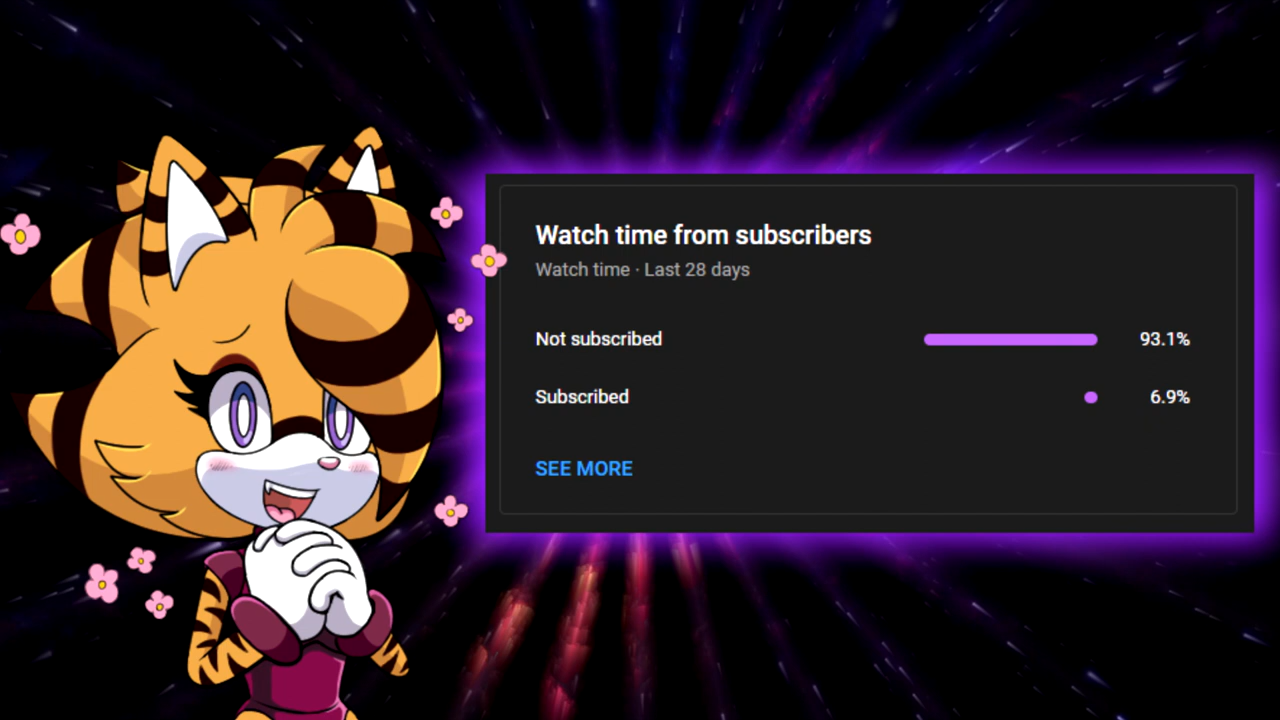 Watch time from subscribers
Watch time · Last 28 days
Not subscribed 93.1%
Subscribed 6.9%
SEE MORE